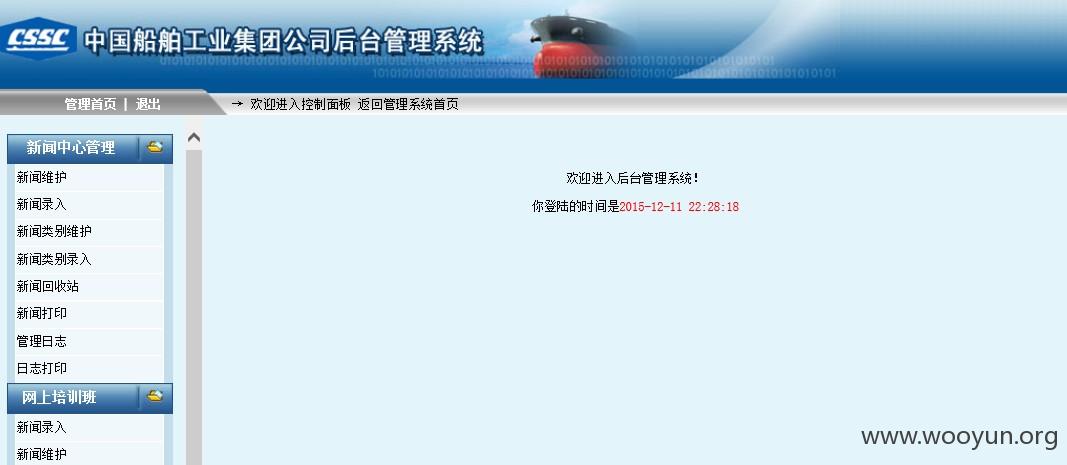 CSSC 中国船舶工业集团公司后台管理系统
管理首页 | 退出 → 欢迎进入控制面板 返回管理系统首页
新闻中心管理
新闻维护
新闻录入
新闻类别维护
新闻类别录入
新闻回收站
新闻打印
管理日志
日志打印
网上培训班
新闻录入
新闻维护
欢迎进入后台管理系统!
你登陆的时间是2015-12-11 22:28:18
www.wooyun.org